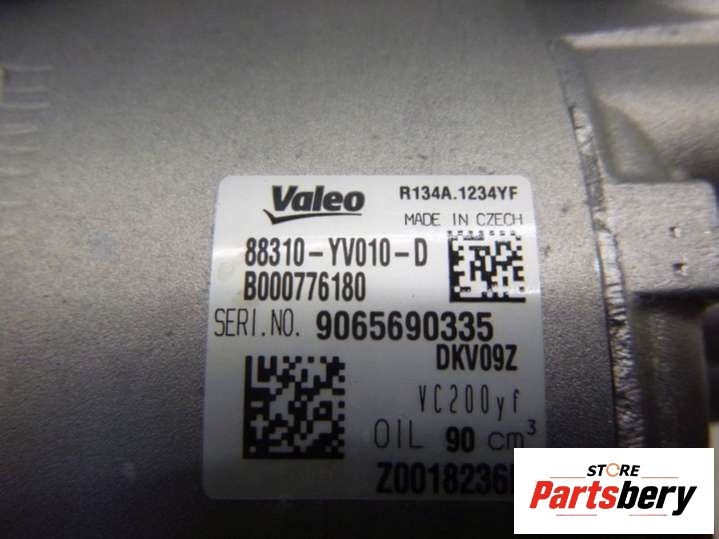 Valeo R134A.1234YF
MADE IN CZECH
88310-YV010-D
B000776180
SERI.NO. 9065690335
DKV09Z
VC200yf
OIL 90 cm³
STORE
Partsbery